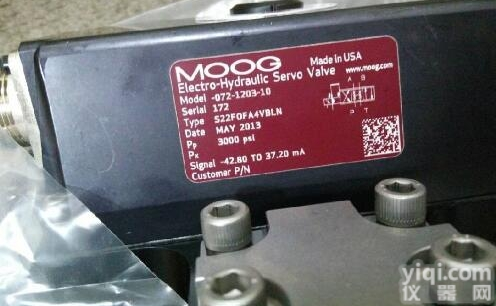 MOOG
Made in USA
www.moog.com
Electro-Hydraulic Servo Valve
Model -072-1203-10
Serial 172
Type S22FOFA4VBLN
Date MAY 2013
Pp 3000 psi
Px
Signal -42.80 TO 37.20 mA
Customer P/N
A B
P T
yiqi.com
仪器网